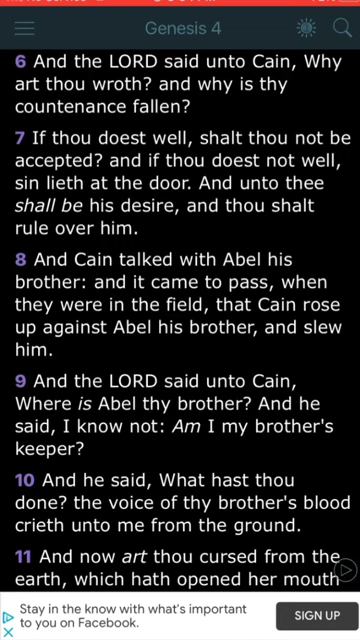 Genesis 4
6 And the LORD said unto Cain, Why
art thou wroth? and why is thy
countenance fallen?
7 If thou doest well, shalt thou not be
accepted? and if thou doest not well,
sin lieth at the door. And unto thee
shall be his desire, and thou shalt
rule over him.
8 And Cain talked with Abel his
brother: and it came to pass, when
they were in the field, that Cain rose
up against Abel his brother, and slew
him.
9 And the LORD said unto Cain,
Where is Abel thy brother? And he
said, I know not: Am I my brother's
keeper?
10 And he said, What hast thou
done? the voice of thy brother's blood
crieth unto me from the ground.
11 And now art thou cursed from the
earth, which hath opened her mouth
Stay in the know with what's important
to you on Facebook.
SIGN UP